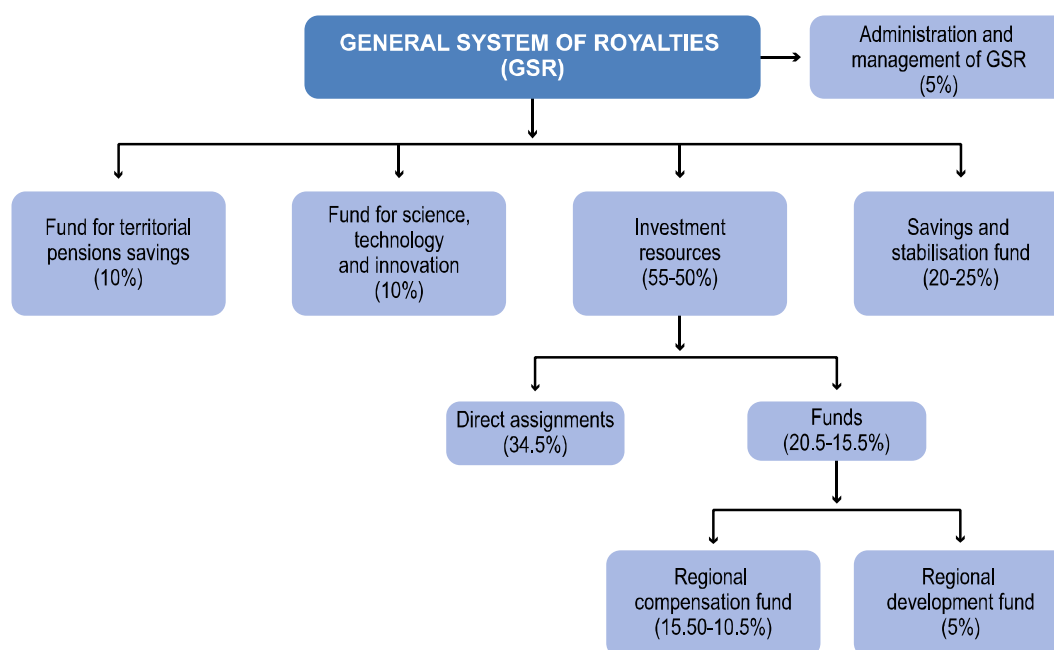 GENERAL SYSTEM OF ROYALTIES
(GSR)
Administration and
management of GSR
(5%)
Fund for territorial
pensions savings
(10%)
Fund for science,
technology
and innovation
(10%)
Investment
resources
(55-50%)
Savings and
stabilisation fund
(20-25%)
Direct assignments
(34.5%)
Funds
(20.5-15.5%)
Regional
compensation fund
(15.50-10.5%)
Regional
development fund
(5%)